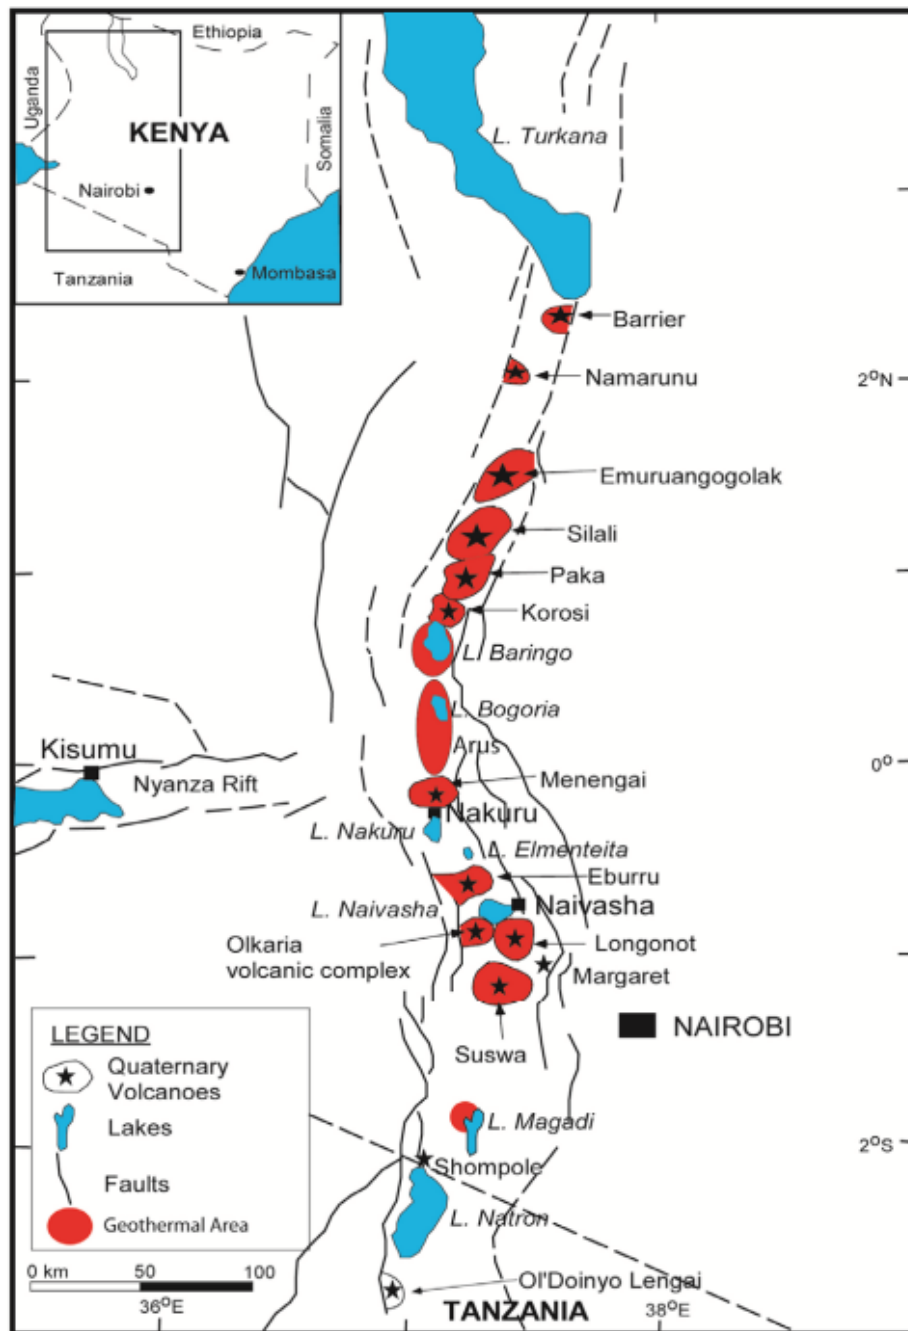 Ethiopia
Uganda
KENYA
Somalia
Nairobi
Tanzania
Mombasa
L. Turkana
Barrier
Namarunu
2°N
Emuruangogolak
Silali
Paka
Korosi
L. Baringo
L. Bogoria
Arus
Kisumu
Nyanza Rift
Menengai
0°
Nakuru
L. Nakuru
L. Elmenteita
Eburru
L. Naivasha
Naivasha
Olkaria
volcanic complex
Longonot
Margaret
NAIROBI
Suswa
LEGEND
Quaternary
Volcanoes
Lakes
Faults
Geothermal Area
L. Magadi
2°S
Shompole
L. Natron
0 km 50 100
Ol'Doinyo Lengai
36°E
TANZANIA
38°E